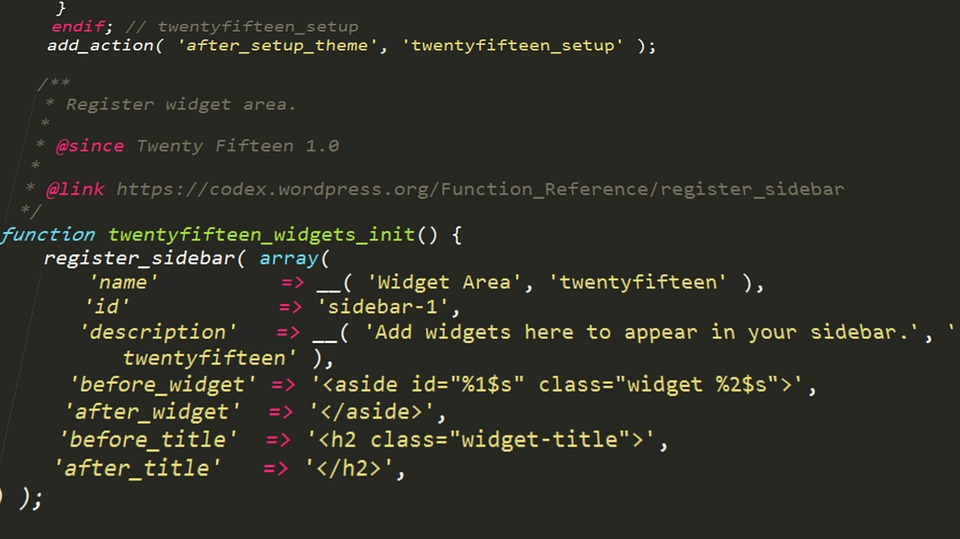 }
endif; // twentyfifteen_setup
add_action( 'after_setup_theme', 'twentyfifteen_setup' );
/**
* Register widget area.
*
* @since Twenty Fifteen 1.0
*
* @link https://codex.wordpress.org/Function_Reference/register_sidebar
*/
function twentyfifteen_widgets_init() {
register_sidebar( array(
'name' => __( 'Widget Area', 'twentyfifteen' ),
'id' => 'sidebar-1',
'description' => __( 'Add widgets here to appear in your sidebar.', '
twentyfifteen' ),
'before_widget' => '<aside id="%1$s" class="widget %2$s">',
'after_widget' => '</aside>',
'before_title' => '<h2 class="widget-title">',
'after_title' => '</h2>',
) );